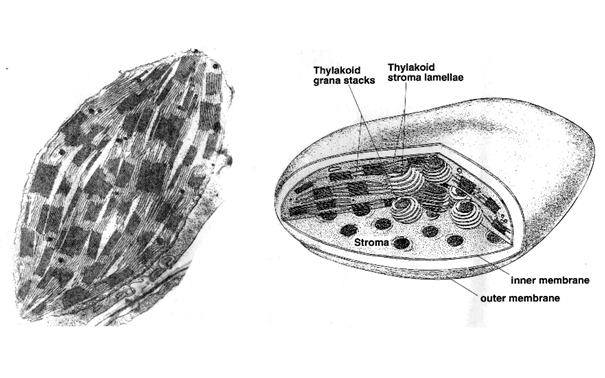 Thylakoid
grana stacks
Thylakoid
stroma lamellae
Stroma
inner membrane
outer membrane